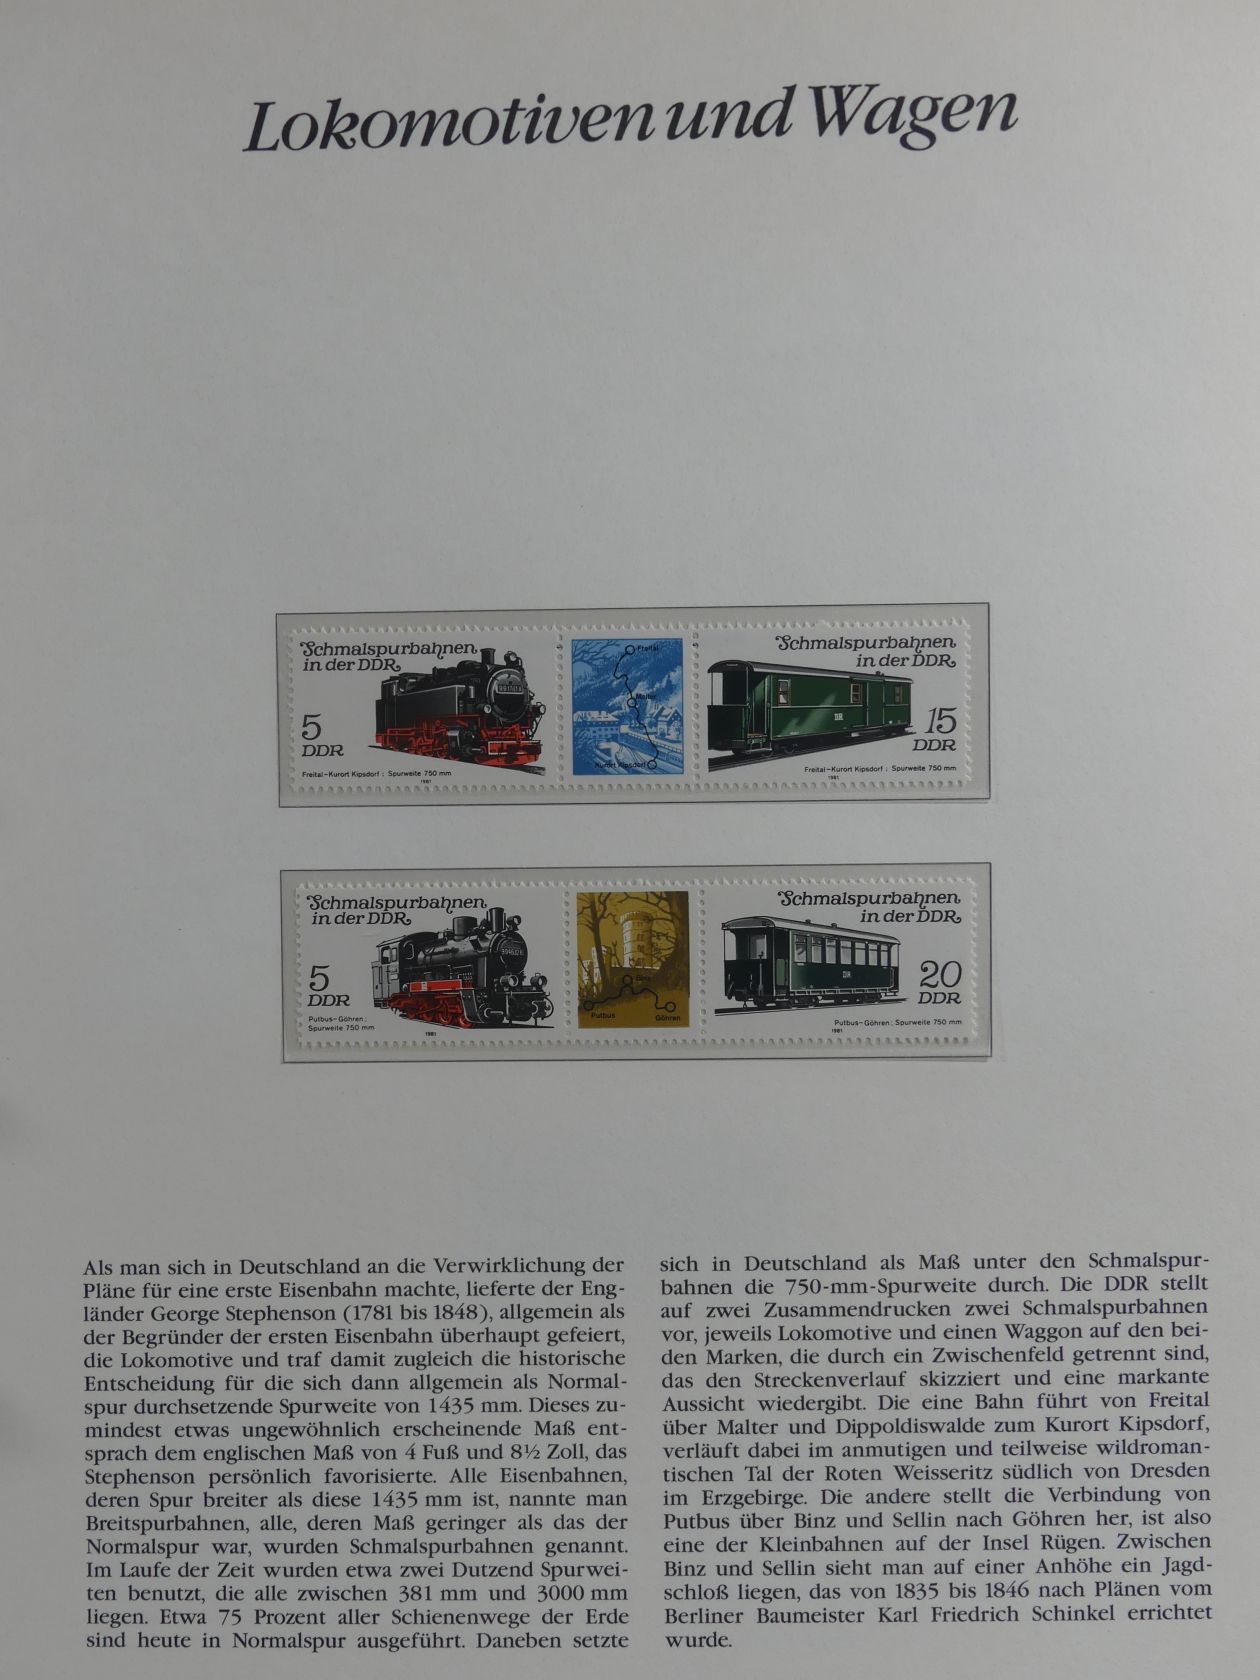 Lokomotiven und Wagen
Schmalspurbahnen
in der DDR
5
DDR
Freital-Kurort Kipsdorf ; Spurweite 750 mm
1981
Freital
Malter
Kurort Kipsdorf
Schmalspurbahnen
in der DDR
DR
15
DDR
Freital-Kurort Kipsdorf ; Spurweite 750 mm
1981
Schmalspurbahnen
in der DDR
5
DDR
Putbus-Göhren ;
Spurweite 750 mm
1981
Binz
Putbus
Göhren
Schmalspurbahnen
in der DDR
20
DDR
Putbus-Göhren ; Spurweite 750 mm
1981
Als man sich in Deutschland an die Verwirklichung der
Pläne für eine erste Eisenbahn machte, lieferte der Eng-
länder George Stephenson (1781 bis 1848), allgemein als
der Begründer der ersten Eisenbahn überhaupt gefeiert,
die Lokomotive und traf damit zugleich die historische
Entscheidung für die sich dann allgemein als Normal-
spur durchsetzende Spurweite von 1435 mm. Dieses zu-
mindest etwas ungewöhnlich erscheinende Maß ent-
sprach dem englischen Maß von 4 Fuß und 8½ Zoll, das
Stephenson persönlich favorisierte. Alle Eisenbahnen,
deren Spur breiter als diese 1435 mm ist, nannte man
Breitspurbahnen, alle, deren Maß geringer als das der
Normalspur war, wurden Schmalspurbahnen genannt.
Im Laufe der Zeit wurden etwa zwei Dutzend Spurwei-
ten benutzt, die alle zwischen 381 mm und 3000 mm
liegen. Etwa 75 Prozent aller Schienenwege der Erde
sind heute in Normalspur ausgeführt. Daneben setzte
sich in Deutschland als Maß unter den Schmalspur-
bahnen die 750-mm-Spurweite durch. Die DDR stellt
auf zwei Zusammendrucken zwei Schmalspurbahnen
vor, jeweils Lokomotive und einen Waggon auf den bei-
den Marken, die durch ein Zwischenfeld getrennt sind,
das den Streckenverlauf skizziert und eine markante
Aussicht wiedergibt. Die eine Bahn führt von Freital
über Malter und Dippoldiswalde zum Kurort Kipsdorf,
verläuft dabei im anmutigen und teilweise wildroman-
tischen Tal der Roten Weisseritz südlich von Dresden
im Erzgebirge. Die andere stellt die Verbindung von
Putbus über Binz und Sellin nach Göhren her, ist also
eine der Kleinbahnen auf der Insel Rügen. Zwischen
Binz und Sellin sieht man auf einer Anhöhe ein Jagd-
schloß liegen, das von 1835 bis 1846 nach Plänen vom
Berliner Baumeister Karl Friedrich Schinkel errichtet
wurde.